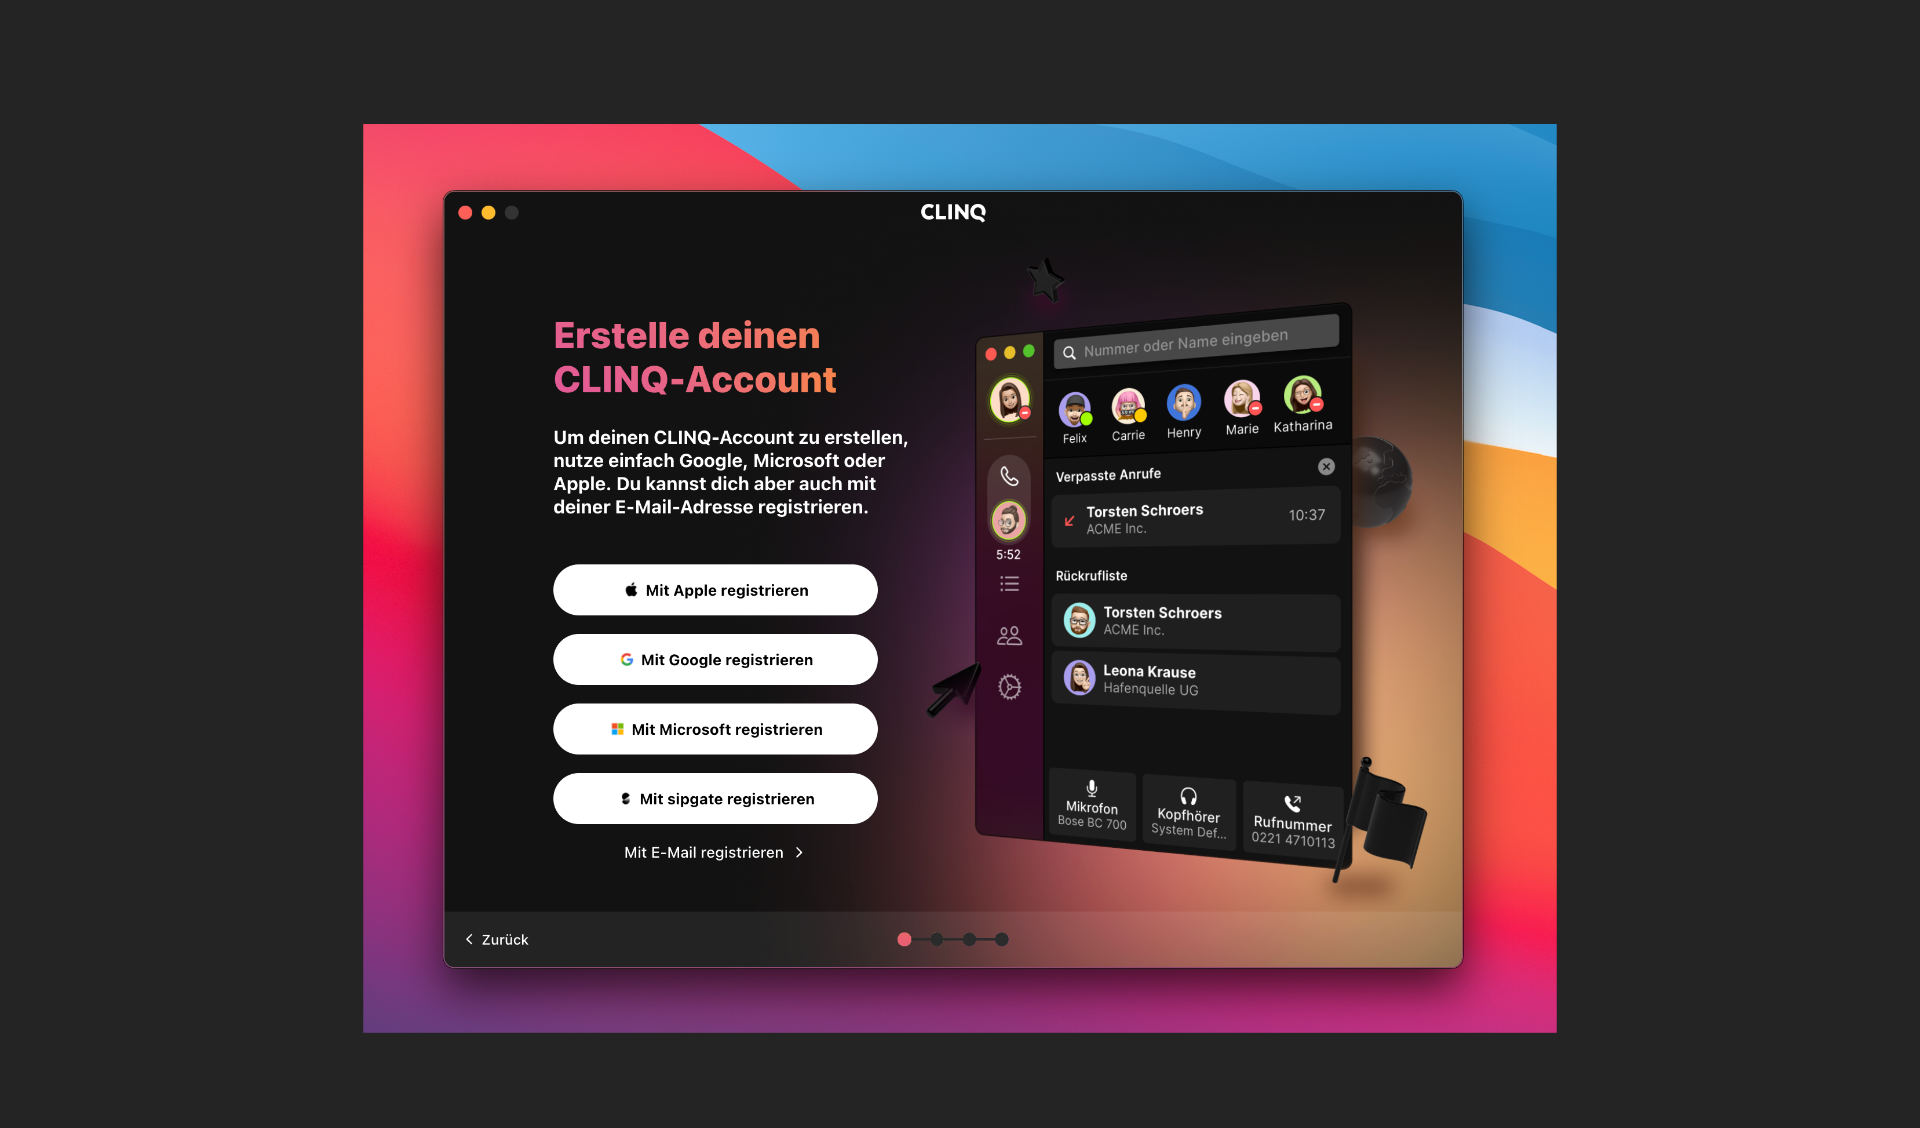 CLINQ
Erstelle deinen
CLINQ-Account
Um deinen CLINQ-Account zu erstellen,
nutze einfach Google, Microsoft oder
Apple. Du kannst dich aber auch mit
deiner E-Mail-Adresse registrieren.
Mit Apple registrieren
Mit Google registrieren
Mit Microsoft registrieren
Mit sipgate registrieren
Mit E-Mail registrieren
Zurück
5:52
Nummer oder Name eingeben
Felix
Carrie
Henry
Marie
Katharina
Verpasste Anrufe
Torsten Schroers
ACME Inc.
10:37
Rückrufliste
Torsten Schroers
ACME Inc.
Leona Krause
Hafenquelle UG
Mikrofon
Bose BC 700
Kopfhörer
System Def...
Rufnummer
0221 4710113